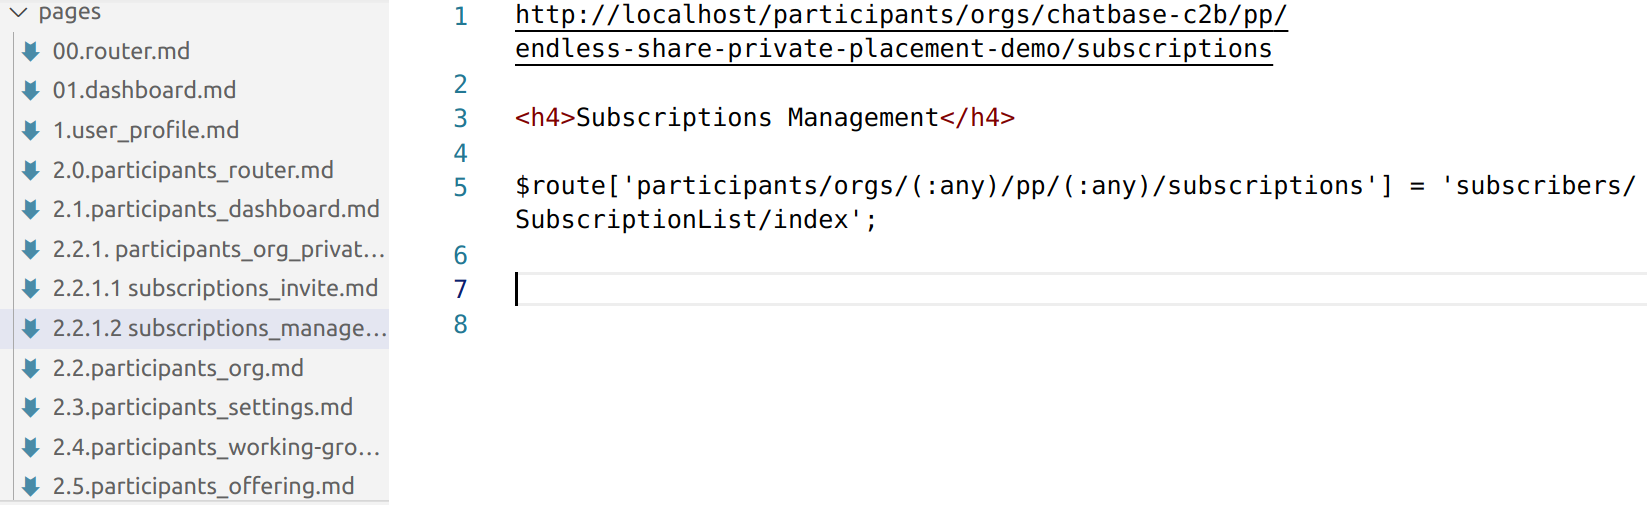 pages
00.router.md
01.dashboard.md
1.user_profile.md
2.0.participants_router.md
2.1.participants_dashboard.md
2.2.1. participants_org_privat...
2.2.1.1 subscriptions_invite.md
2.2.1.2 subscriptions_manage...
2.2.participants_org.md
2.3.participants_settings.md
2.4.participants_working-gro...
2.5.participants_offering.md
1 http://localhost/participants/orgs/chatbase-c2b/pp/
endless-share-private-placement-demo/subscriptions
2
3 <h4>Subscriptions Management</h4>
4
5 $route['participants/orgs/(:any)/pp/(:any)/subscriptions'] = 'subscribers/
SubscriptionList/index';
6
7
8